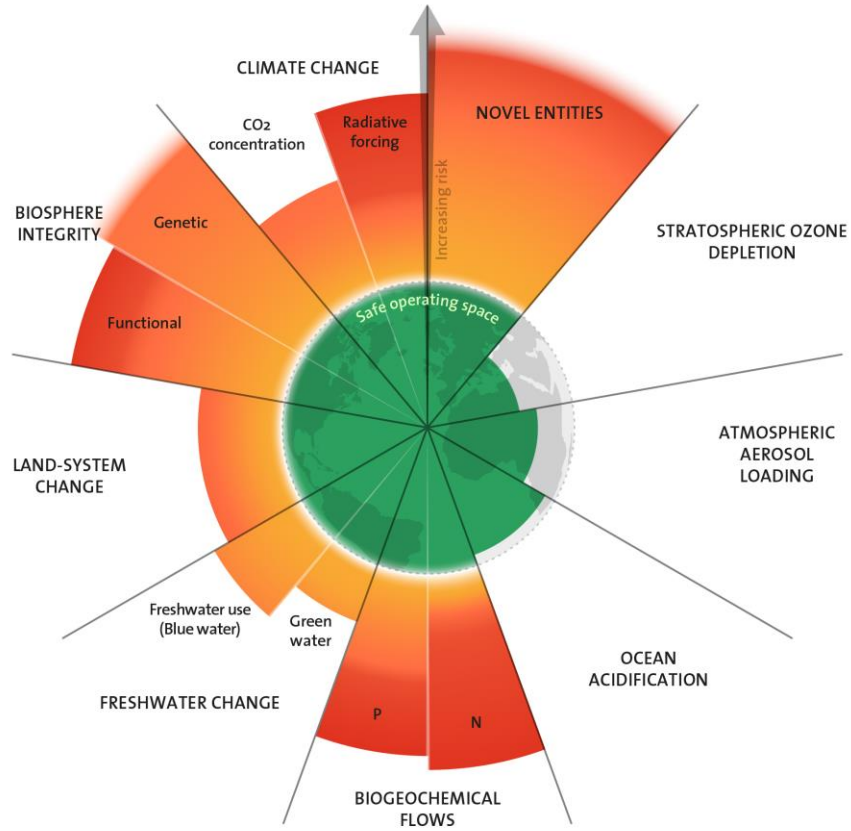 CLIMATE CHANGE
CO2
concentration
Radiative
forcing
Increasing risk
NOVEL ENTITIES
STRATOSPHERIC OZONE
DEPLETION
ATMOSPHERIC
AEROSOL
LOADING
OCEAN
ACIDIFICATION
BIOGEOCHEMICAL
FLOWS
P
N
FRESHWATER CHANGE
Freshwater use
(Blue water)
Green
water
LAND-SYSTEM
CHANGE
BIOSPHERE
INTEGRITY
Genetic
Functional
Safe operating space